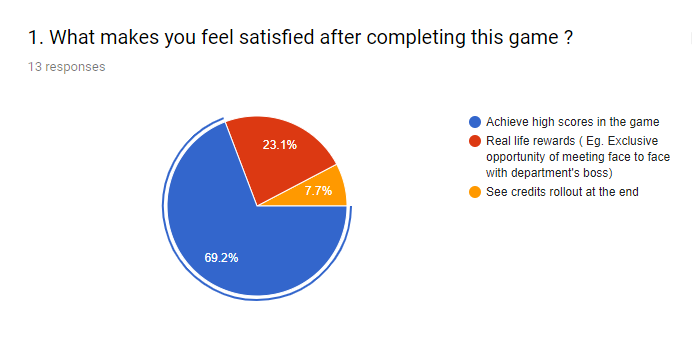 1. What makes you feel satisfied after completing this game ?
13 responses
23.1%
7.7%
69.2%
Achieve high scores in the game
Real life rewards ( Eg. Exclusive
opportunity of meeting face to face
with department's boss)
See credits rollout at the end